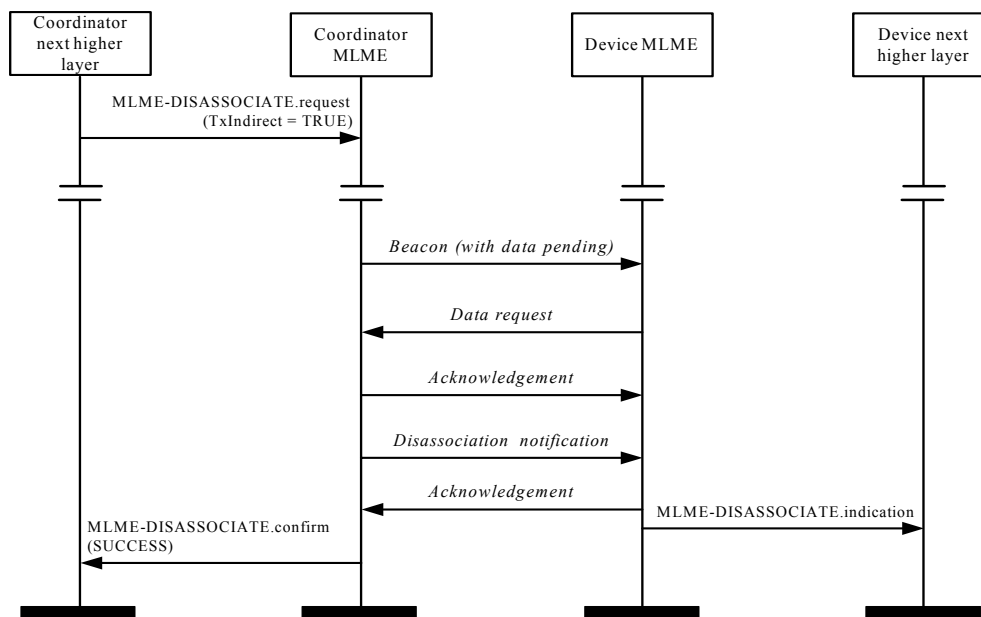 Coordinator
next higher
layer
Coordinator
MLME
Device MLME
Device next
higher layer
MLME-DISASSOCIATE.request
(TxIndirect = TRUE)
Beacon (with data pending)
Data request
Acknowledgement
Disassociation notification
Acknowledgement
MLME-DISASSOCIATE.indication
MLME-DISASSOCIATE.confirm
(SUCCESS)